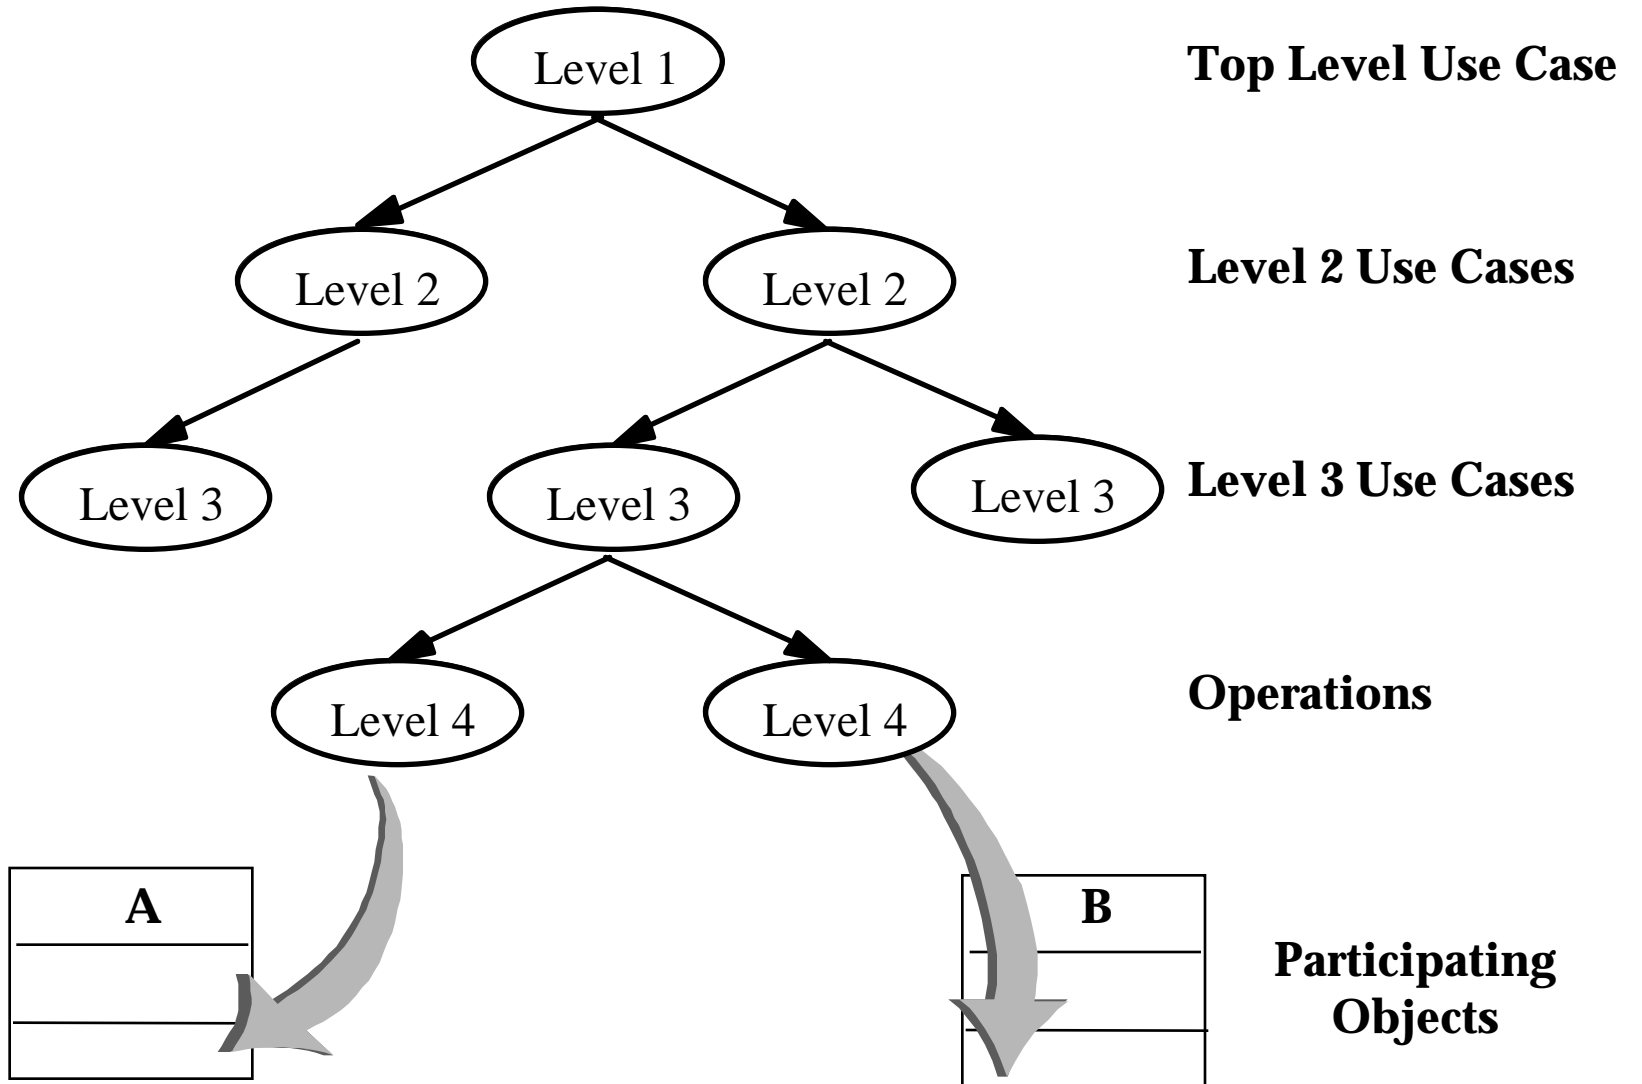 Level 1
Top Level Use Case
Level 2
Level 2
Level 2 Use Cases
Level 3
Level 3
Level 3
Level 3 Use Cases
Level 4
Level 4
Operations
A
B
Participating
Objects